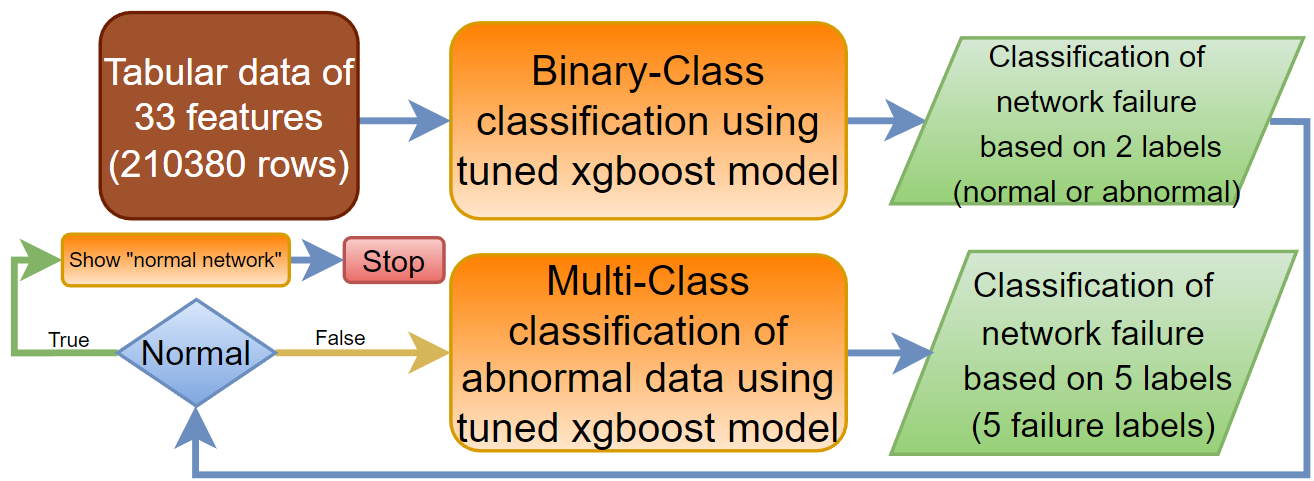 Tabular data of
33 features
(210380 rows)
Binary-Class
classification using
tuned xgboost model
Classification of
network failure
based on 2 labels
(normal or abnormal)
Show "normal network"
Stop
True
Normal
False
Multi-Class
classification of
abnormal data using
tuned xgboost model
Classification of
network failure
based on 5 labels
(5 failure labels)